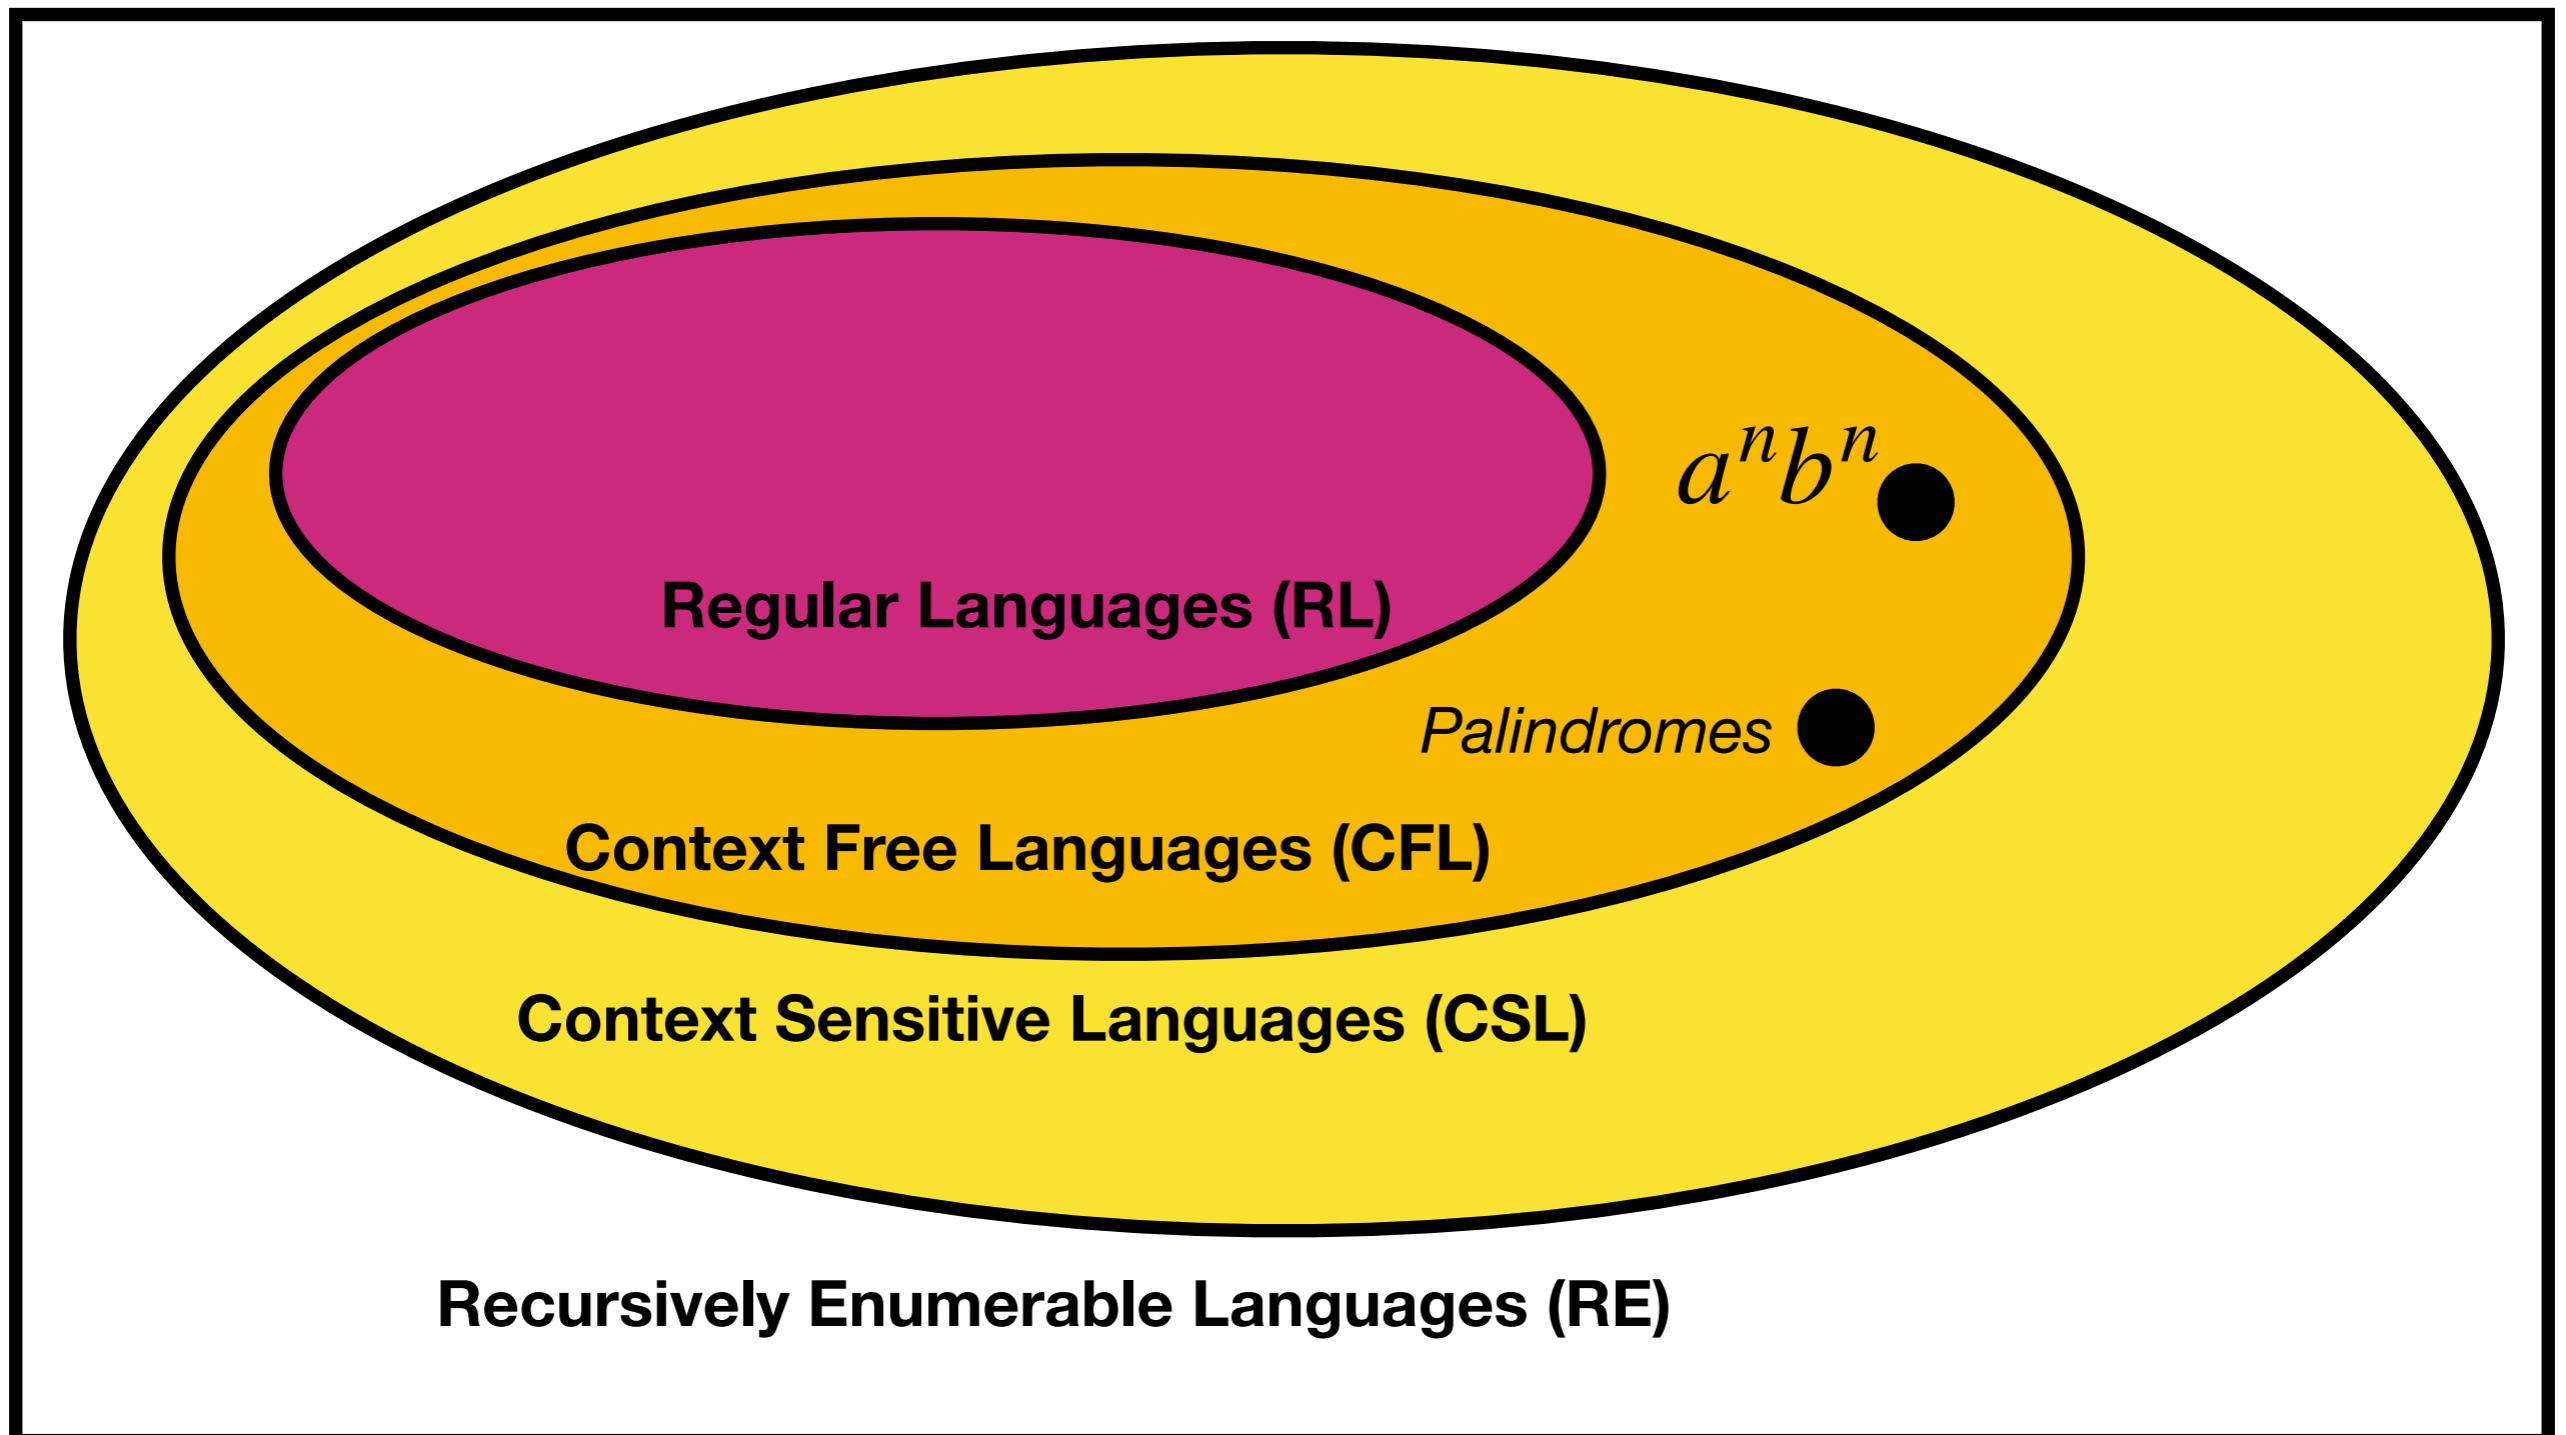 aⁿbⁿ
Regular Languages (RL)
Palindromes
Context Free Languages (CFL)
Context Sensitive Languages (CSL)
Recursively Enumerable Languages (RE)